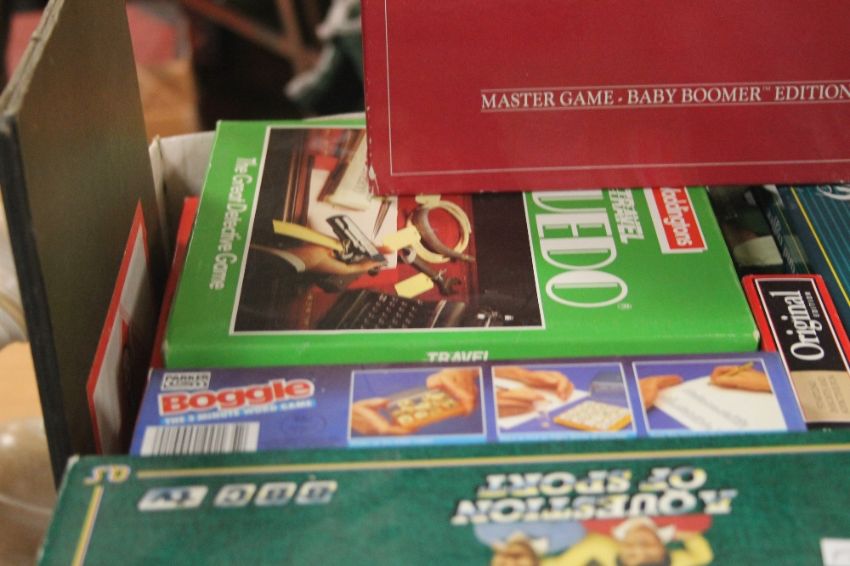 MASTER GAME - BABY BOOMER™ EDITION
The Great Detective Game
UEDO®
TRAVEL
Waddingtons
TRAVEL
Original
EDITION
PARKER
Boggle
THE 3 MINUTE WORD GAME
BBC tv
A QUESTION
OF SPORT